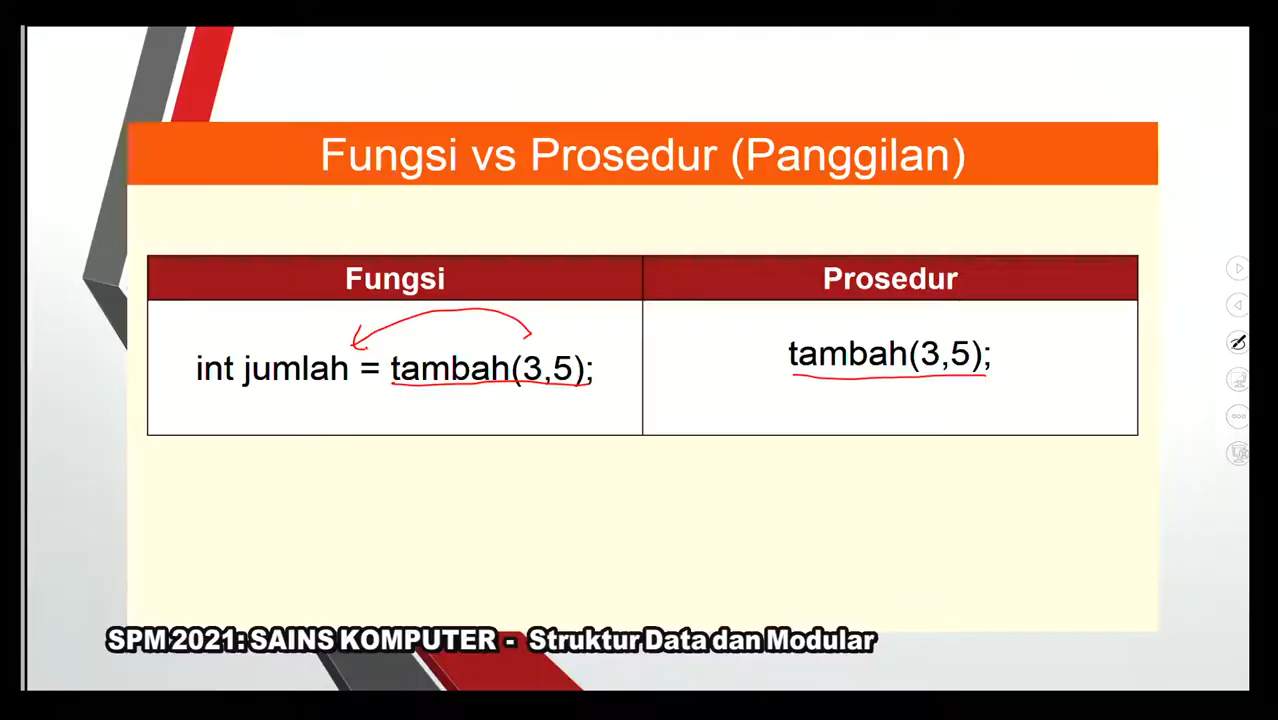 Fungsi vs Prosedur (Panggilan)
Fungsi
Prosedur
int jumlah = tambah(3,5);
tambah(3,5);
SPM 2021: SAINS KOMPUTER - Struktur Data dan Modular